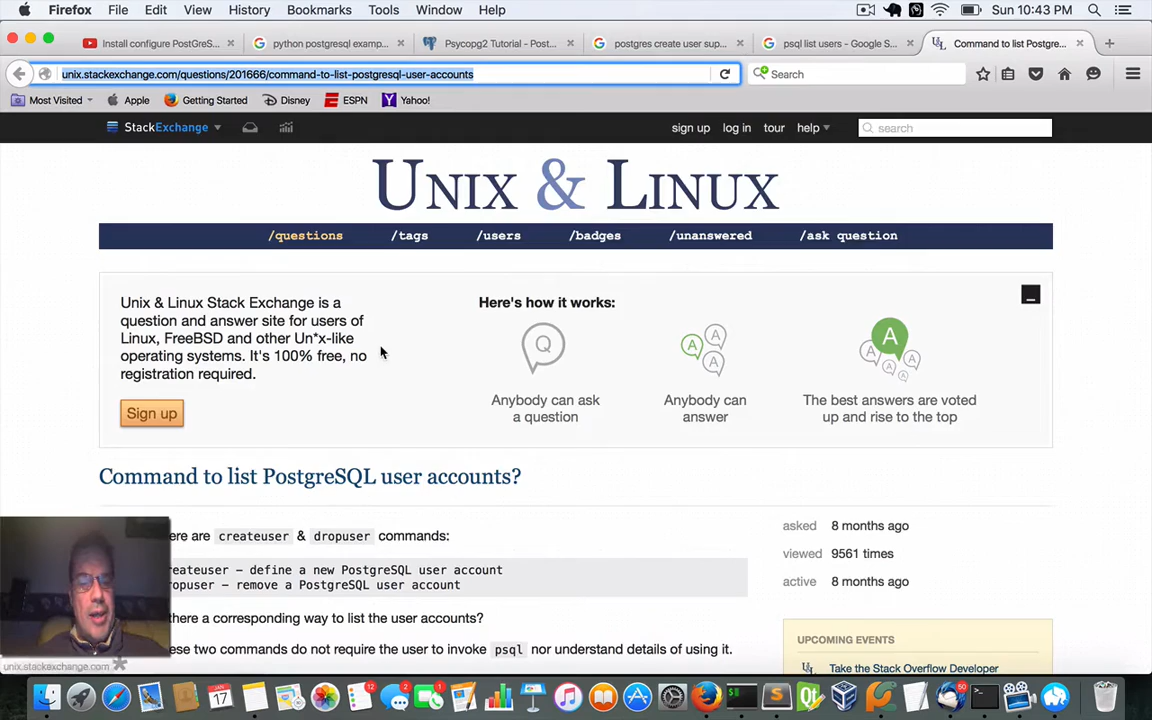 Firefox File Edit View History Bookmarks Tools Window Help Sun 10:43 PM
Install configure PostGreS... python postgresql examp... Psycopg2 Tutorial - Post... postgres create user sup... psql list users - Google S... Command to list Postgre...
unix.stackexchange.com/questions/201666/command-to-list-postgresql-user-accounts Search
Most Visited Apple Getting Started Disney ESPN Yahoo!
StackExchange sign up log in tour help search
UNIX & LINUX
/questions /tags /users /badges /unanswered /ask question
Unix & Linux Stack Exchange is a
question and answer site for users of
Linux, FreeBSD and other Un*x-like
operating systems. It's 100% free, no
registration required.
Sign up
Here's how it works:
Q
A
A
A
A
A
A
A
A
Anybody can ask
a question
Anybody can
answer
The best answers are voted
up and rise to the top
Command to list PostgreSQL user accounts?
ere are createuser & dropuser commands:
reateuser – define a new PostgreSQL user account
ropuser – remove a PostgreSQL user account
there a corresponding way to list the user accounts?
ese two commands do not require the user to invoke psql nor understand details of using it.
asked 8 months ago
viewed 9561 times
active 8 months ago
UPCOMING EVENTS
Take the Stack Overflow Developer
unix.stackexchange.com
17
12
2
1
50